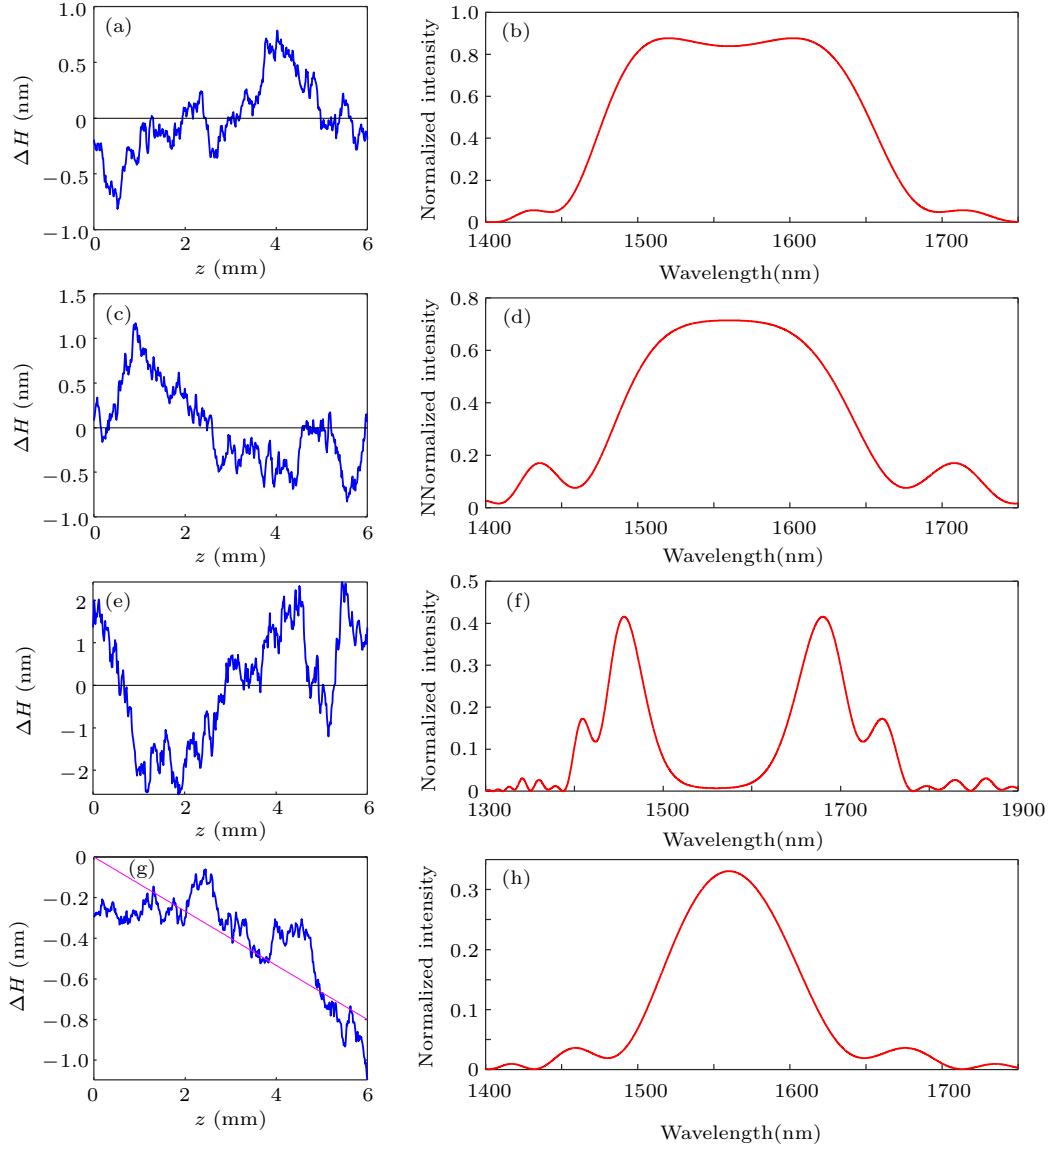 (a)
ΔH (nm)
1.0
0.5
0
−0.5
−1.0
0 2 4 6
z (mm)
(b)
Normalized intensity
1.0
0.8
0.6
0.4
0.2
0
1400 1500 1600 1700
Wavelength(nm)
(c)
ΔH (nm)
1.5
1.0
0.5
0
−0.5
−1.0
0 2 4 6
z (mm)
(d)
NNormalized intensity
0.8
0.6
0.4
0.2
0
1400 1500 1600 1700
Wavelength(nm)
(e)
ΔH (nm)
2
1
0
−1
−2
0 2 4 6
z (mm)
(f)
Normalized intensity
0.5
0.4
0.3
0.2
0.1
0
1300 1500 1700 1900
Wavelength(nm)
(g)
ΔH (nm)
0
−0.2
−0.4
−0.6
−0.8
−1.0
0 2 4 6
z (mm)
(h)
Normalized intensity
0.3
0.2
0.1
0
1400 1500 1600 1700
Wavelength(nm)